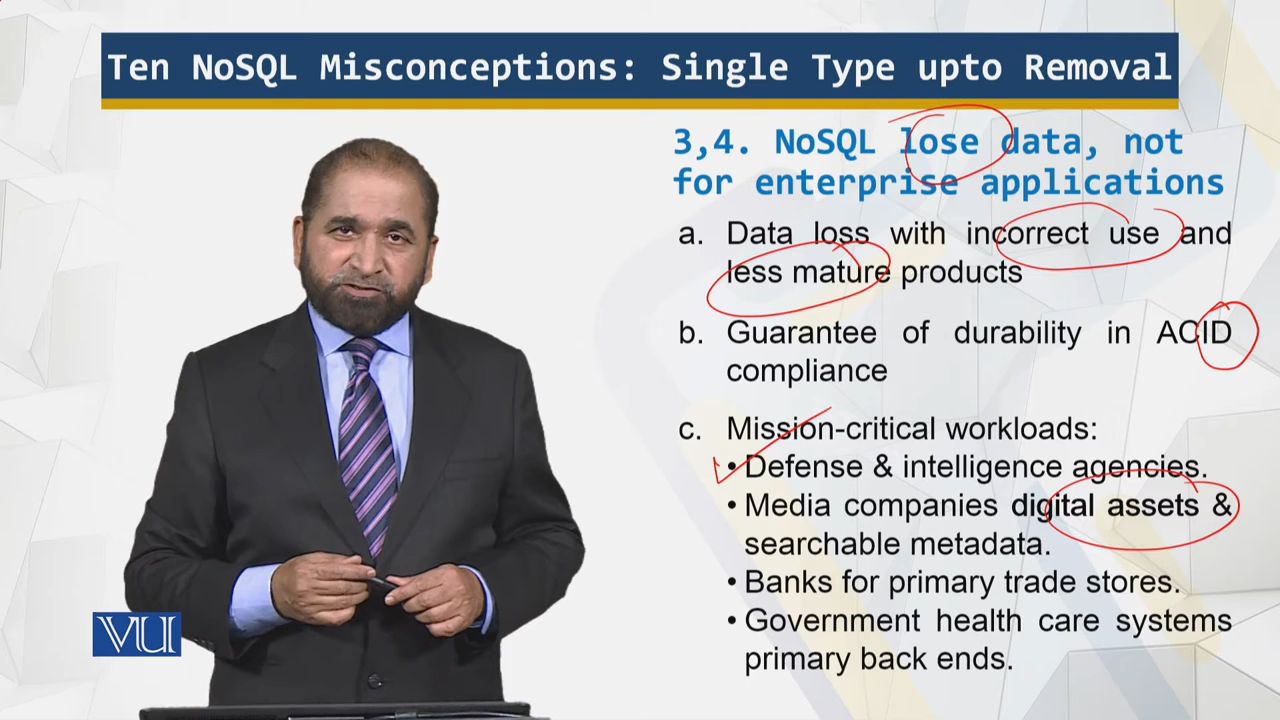 Ten NoSQL Misconceptions: Single Type upto Removal
3,4. NoSQL lose data, not
for enterprise applications
a. Data loss with incorrect use and
less mature products
b. Guarantee of durability in ACID
compliance
c. Mission-critical workloads:
• Defense & intelligence agencies.
• Media companies digital assets &
searchable metadata.
• Banks for primary trade stores.
• Government health care systems
primary back ends.
VU